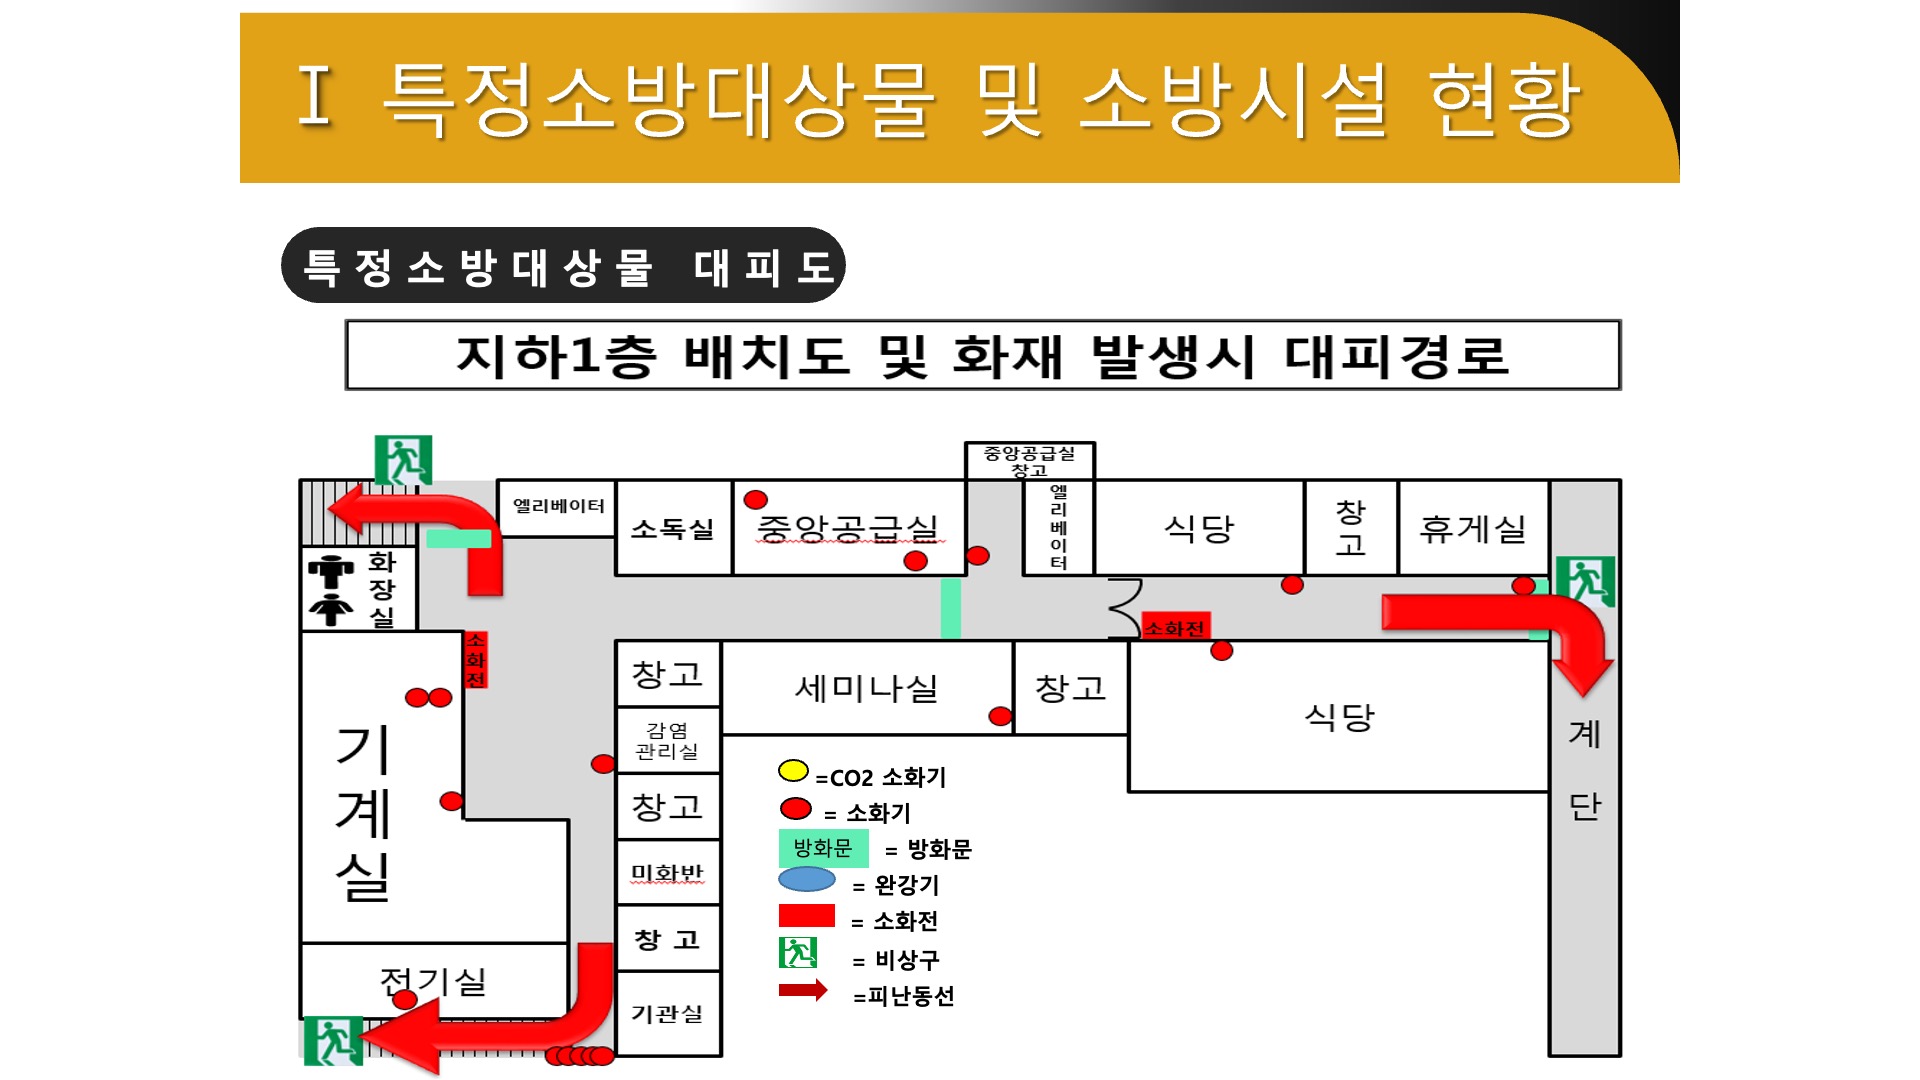 Ⅰ 특정소방대상물 및 소방시설 현황
특정소방대상물 대피도
지하1층 배치도 및 화재 발생시 대피경로
중앙공급실
창고
엘리베이터
소독실
중앙공급실
엘
리
베
이
터
식당
창
고
휴게실
화
장
실
소
화
전
소화전
창고
세미나실
창고
식당
계
단
감염
관리실
기
계
실
창고
미화반
창 고
전기실
기관실
=CO2 소화기
= 소화기
방화문 = 방화문
= 완강기
= 소화전
= 비상구
=피난동선